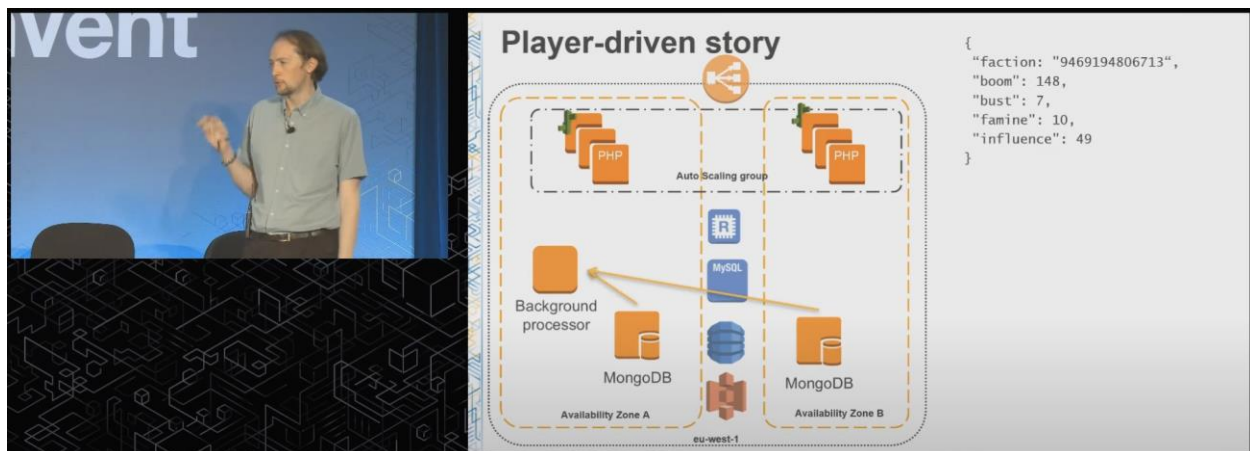 vent
Player-driven story
PHP
PHP
Auto Scaling group
R
MySQL
Background
processor
MongoDB
MongoDB
Availability Zone A
Availability Zone B
eu-west-1
{
"faction: "9469194806713",
"boom": 148,
"bust": 7,
"famine": 10,
"influence": 49
}